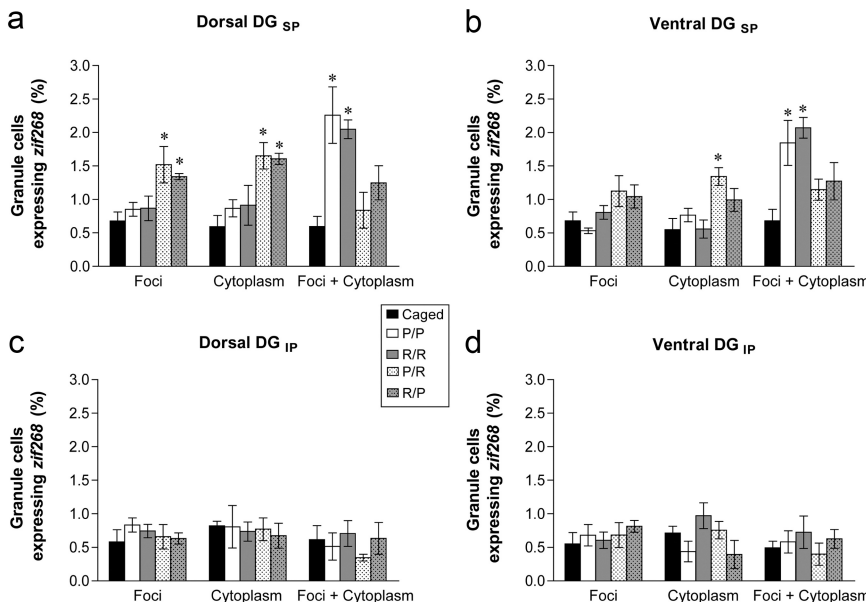 a
Dorsal DG SP
Granule cells
expressing zif268 (%)
3.0
2.5
2.0
1.5
1.0
0.5
0.0
* * * * * *
Foci Cytoplasm Foci + Cytoplasm
b
Ventral DG SP
Granule cells
expressing zif268 (%)
3.0
2.5
2.0
1.5
1.0
0.5
0.0
* * *
Foci Cytoplasm Foci + Cytoplasm
Caged
P/P
R/R
P/R
R/P
c
Dorsal DG IP
Granule cells
expressing zif268 (%)
3.0
2.5
2.0
1.5
1.0
0.5
0.0
Foci Cytoplasm Foci + Cytoplasm
d
Ventral DG IP
Granule cells
expressing zif268 (%)
3.0
2.5
2.0
1.5
1.0
0.5
0.0
Foci Cytoplasm Foci + Cytoplasm